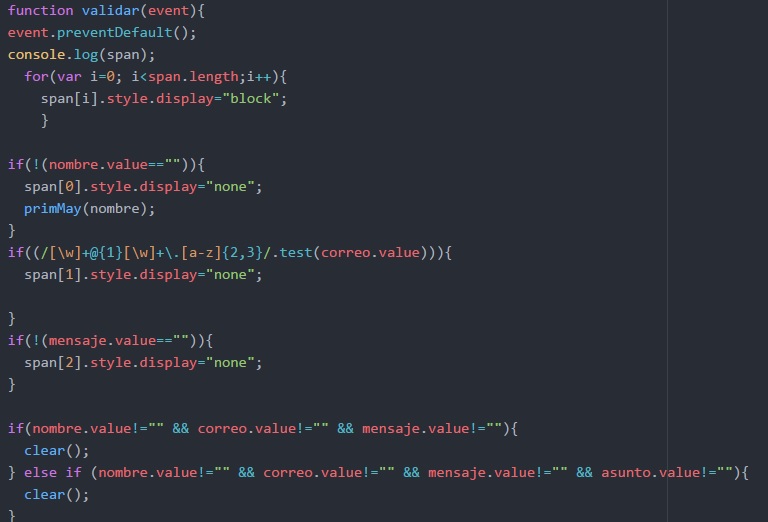 function validar(event){
event.preventDefault();
console.log(span);
for(var i=0; i<span.length;i++){
span[i].style.display="block";
}
if(!(nombre.value=="")){
span[0].style.display="none";
primMay(nombre);
}
if((/[\w]+@{1}[\w]+\.[a-z]{2,3}/.test(correo.value))){
span[1].style.display="none";
}
if(!(mensaje.value=="")){
span[2].style.display="none";
}
if(nombre.value!="" && correo.value!="" && mensaje.value!=""){
clear();
} else if (nombre.value!="" && correo.value!="" && mensaje.value!="" && asunto.value!=""){
clear();
}